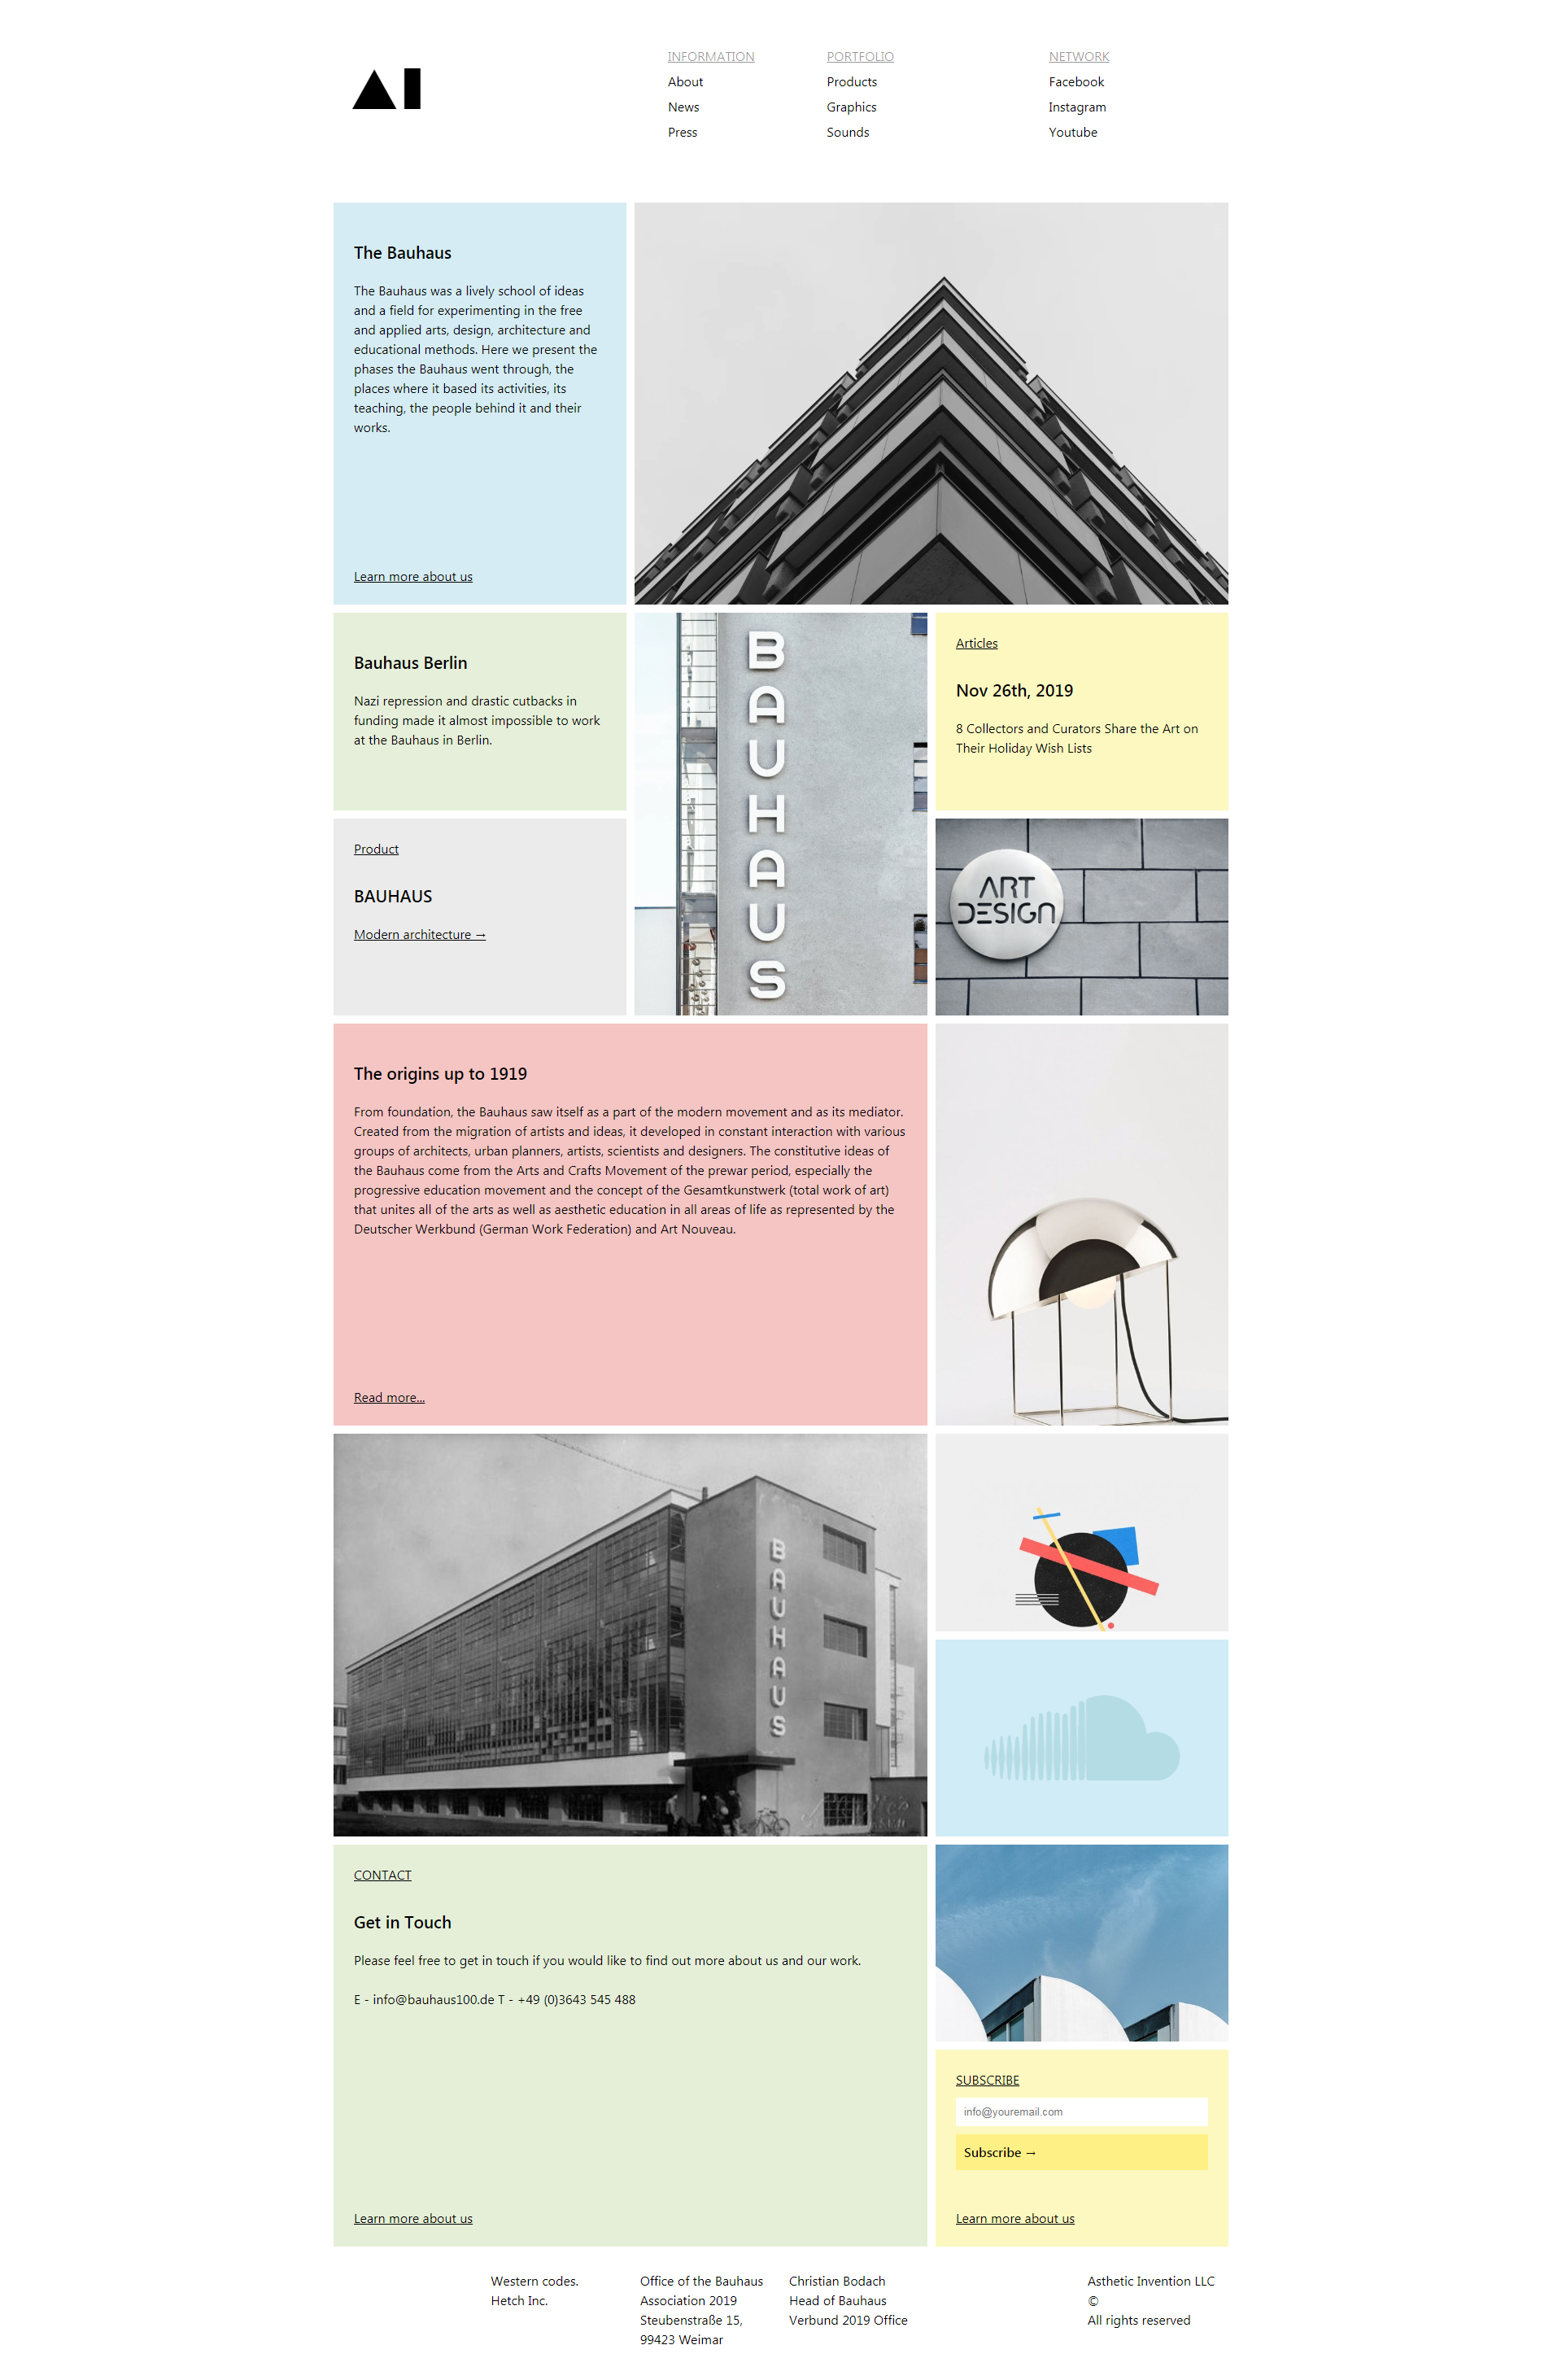 AI
INFORMATION
About
News
Press
PORTFOLIO
Products
Graphics
Sounds
NETWORK
Facebook
Instagram
Youtube
The Bauhaus
The Bauhaus was a lively school of ideas
and a field for experimenting in the free
and applied arts, design, architecture and
educational methods. Here we present the
phases the Bauhaus went through, the
places where it based its activities, its
teaching, the people behind it and their
works.
Learn more about us
Bauhaus Berlin
Nazi repression and drastic cutbacks in
funding made it almost impossible to work
at the Bauhaus in Berlin.
BAUHAUS
Articles
Nov 26th, 2019
8 Collectors and Curators Share the Art on
Their Holiday Wish Lists
Product
BAUHAUS
Modern architecture →
ART
DESIGN
The origins up to 1919
From foundation, the Bauhaus saw itself as a part of the modern movement and as its mediator.
Created from the migration of artists and ideas, it developed in constant interaction with various
groups of architects, urban planners, artists, scientists and designers. The constitutive ideas of
the Bauhaus come from the Arts and Crafts Movement of the prewar period, especially the
progressive education movement and the concept of the Gesamtkunstwerk (total work of art)
that unites all of the arts as well as aesthetic education in all areas of life as represented by the
Deutscher Werkbund (German Work Federation) and Art Nouveau.
Read more...
BAUHAUS
CONTACT
Get in Touch
Please feel free to get in touch if you would like to find out more about us and our work.
E - info@bauhaus100.de T - +49 (0)3643 545 488
Learn more about us
SUBSCRIBE
info@youremail.com
Subscribe →
Learn more about us
Western codes.
Hetch Inc.
Office of the Bauhaus
Association 2019
Steubenstraße 15,
99423 Weimar
Christian Bodach
Head of Bauhaus
Verbund 2019 Office
Asthetic Invention LLC
©
All rights reserved